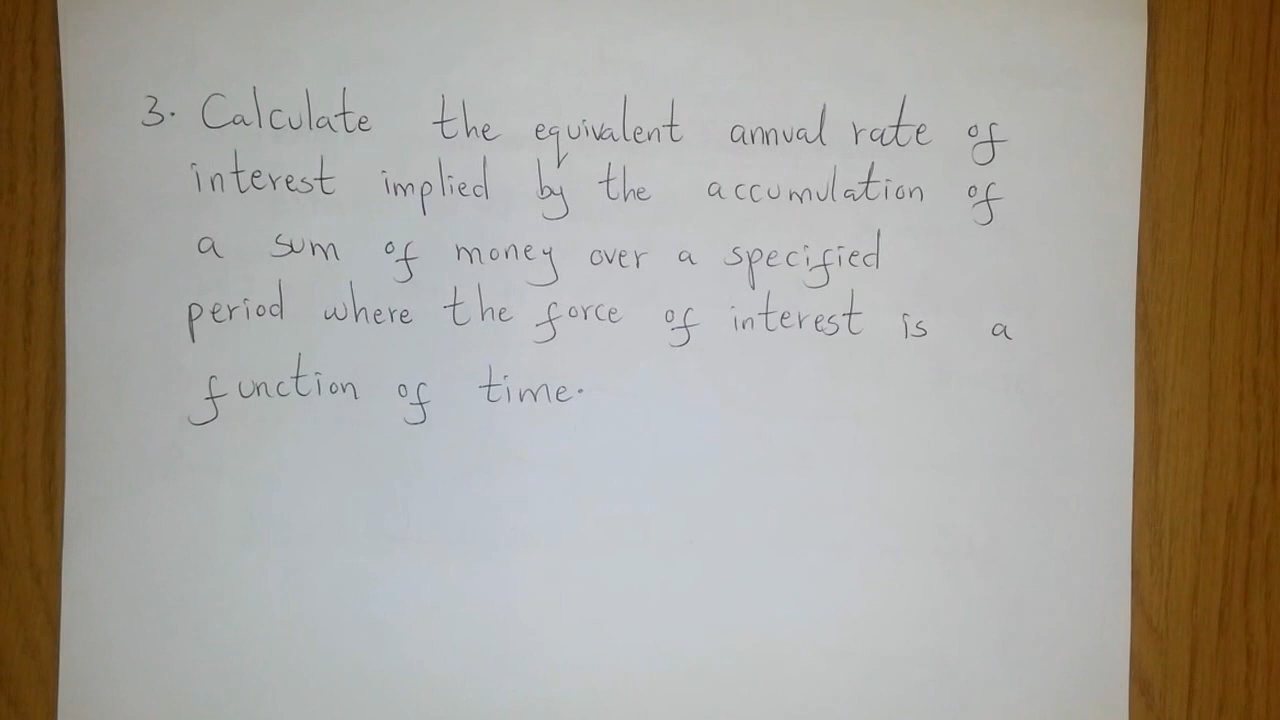 3. Calculate the equivalent annual rate of
interest implied by the accumulation of
a sum of money over a specified
period where the force of interest is a
function of time.